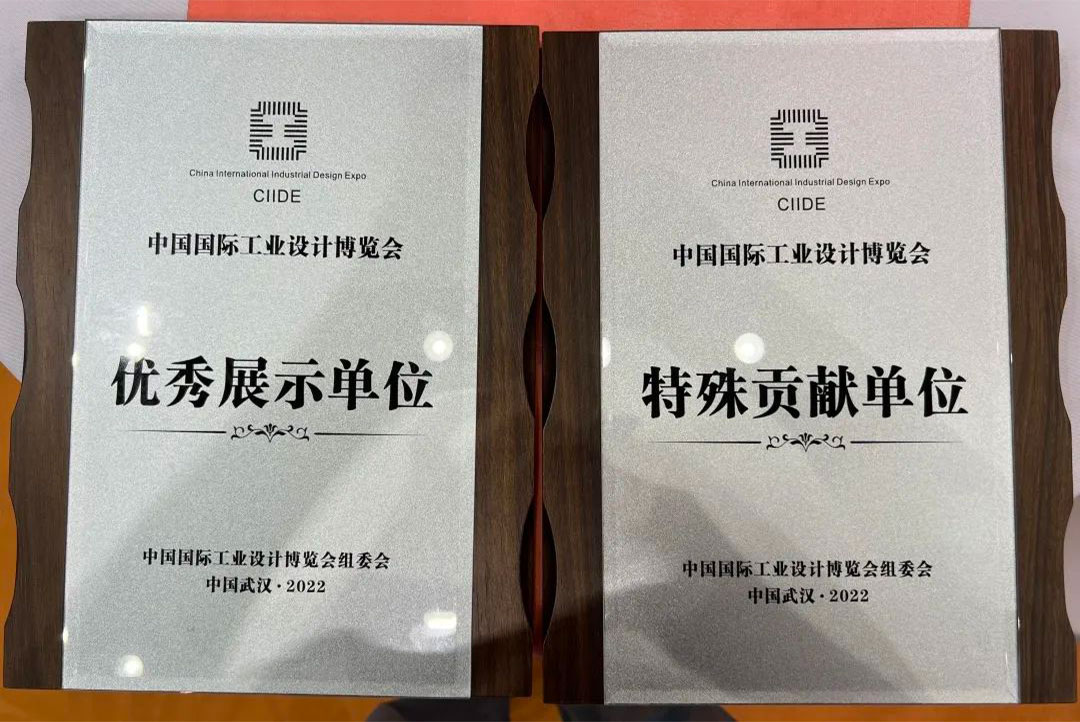 China International Industrial Design Expo
CIIDE
中国国际工业设计博览会
优秀展示单位
中国国际工业设计博览会组委会
中国武汉·2022
China International Industrial Design Expo
CIIDE
中国国际工业设计博览会
特殊贡献单位
中国国际工业设计博览会组委会
中国武汉·2022